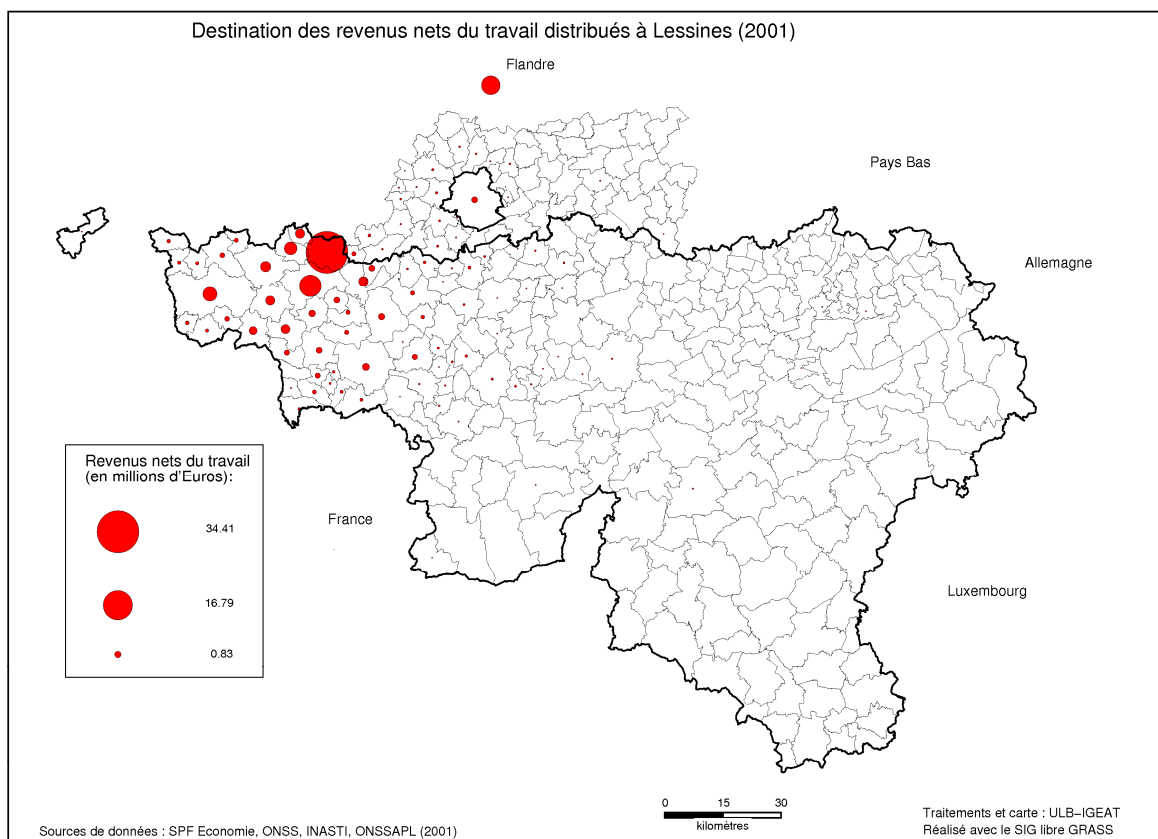 Destination des revenus nets du travail distribués à Lessines (2001)
Flandre
Pays Bas
Allemagne
Revenus nets du travail
(en millions d'Euros):
34.41
16.79
0.83
France
Luxembourg
0 15 30
kilomètres
Sources de données : SPF Economie, ONSS, INASTI, ONSSAPL (2001)
Traitements et carte : ULB-IGEAT
Réalisé avec le SIG libre GRASS